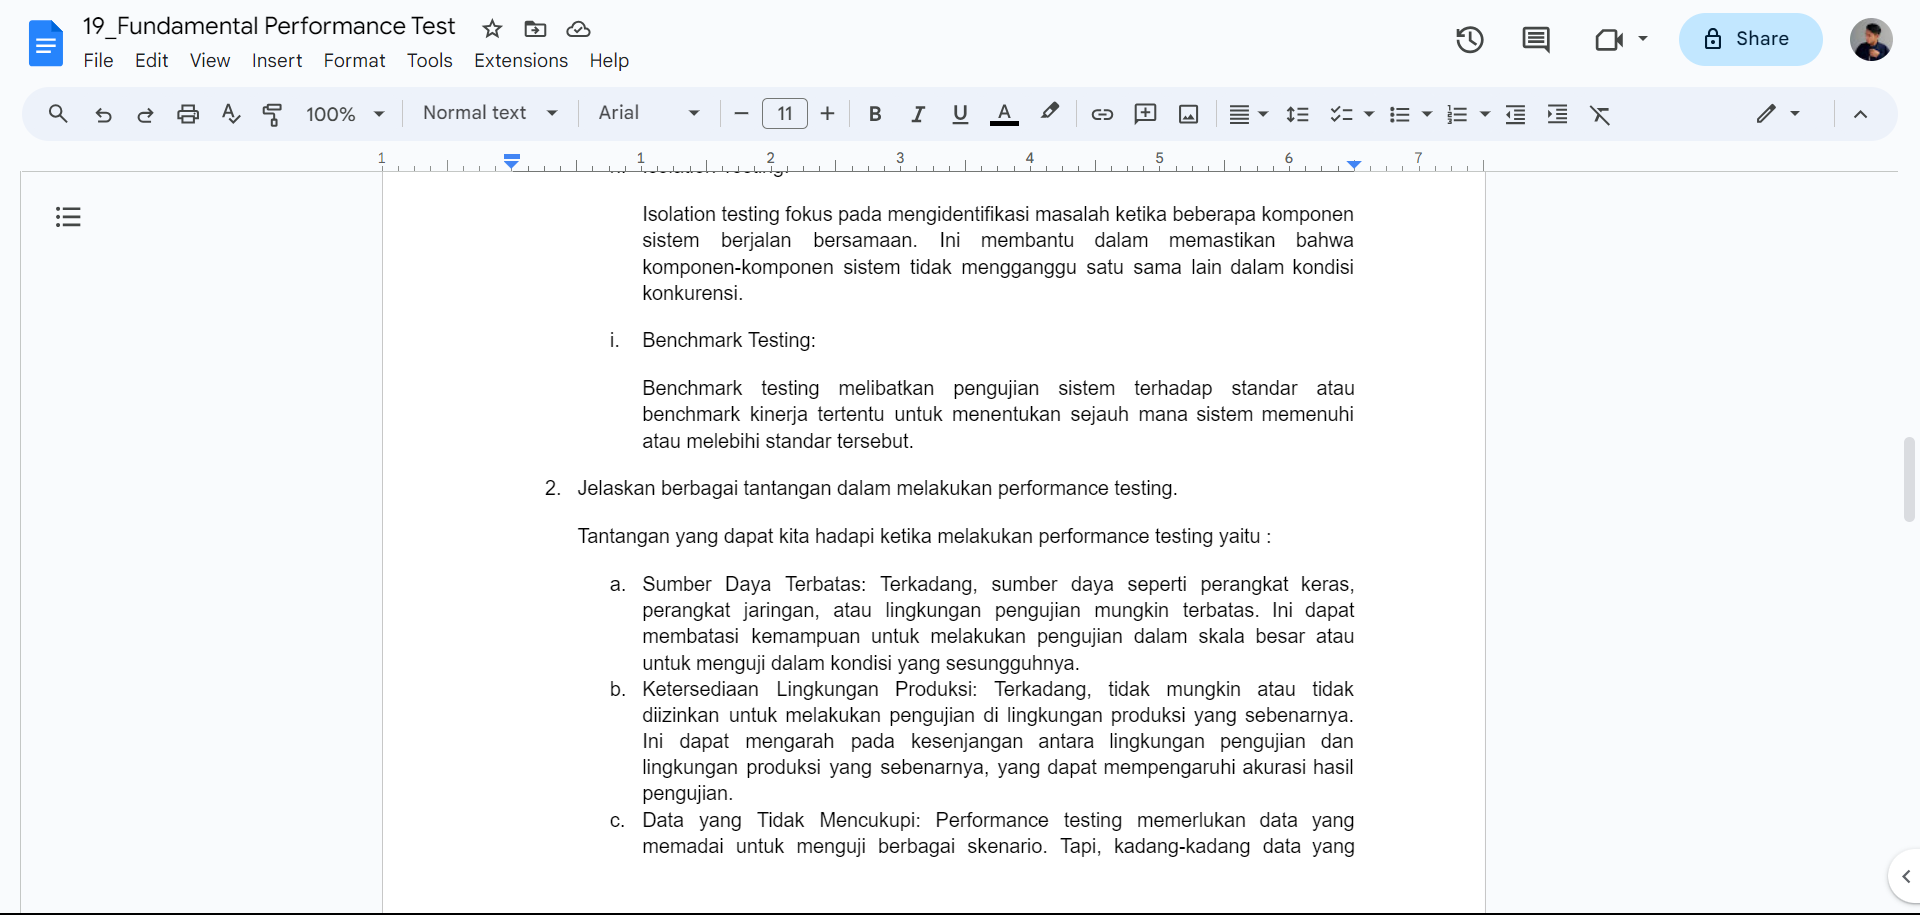 19_Fundamental Performance Test
File Edit View Insert Format Tools Extensions Help
Share
100% Normal text Arial 11
1 1 2 3 4 5 6 7
Isolation testing fokus pada mengidentifikasi masalah ketika beberapa komponen
sistem berjalan bersamaan. Ini membantu dalam memastikan bahwa
komponen-komponen sistem tidak mengganggu satu sama lain dalam kondisi
konkurensi.
i. Benchmark Testing:
Benchmark testing melibatkan pengujian sistem terhadap standar atau
benchmark kinerja tertentu untuk menentukan sejauh mana sistem memenuhi
atau melebihi standar tersebut.
2. Jelaskan berbagai tantangan dalam melakukan performance testing.
Tantangan yang dapat kita hadapi ketika melakukan performance testing yaitu :
a. Sumber Daya Terbatas: Terkadang, sumber daya seperti perangkat keras,
perangkat jaringan, atau lingkungan pengujian mungkin terbatas. Ini dapat
membatasi kemampuan untuk melakukan pengujian dalam skala besar atau
untuk menguji dalam kondisi yang sesungguhnya.
b. Ketersediaan Lingkungan Produksi: Terkadang, tidak mungkin atau tidak
diizinkan untuk melakukan pengujian di lingkungan produksi yang sebenarnya.
Ini dapat mengarah pada kesenjangan antara lingkungan pengujian dan
lingkungan produksi yang sebenarnya, yang dapat mempengaruhi akurasi hasil
pengujian.
c. Data yang Tidak Mencukupi: Performance testing memerlukan data yang
memadai untuk menguji berbagai skenario. Tapi, kadang-kadang data yang